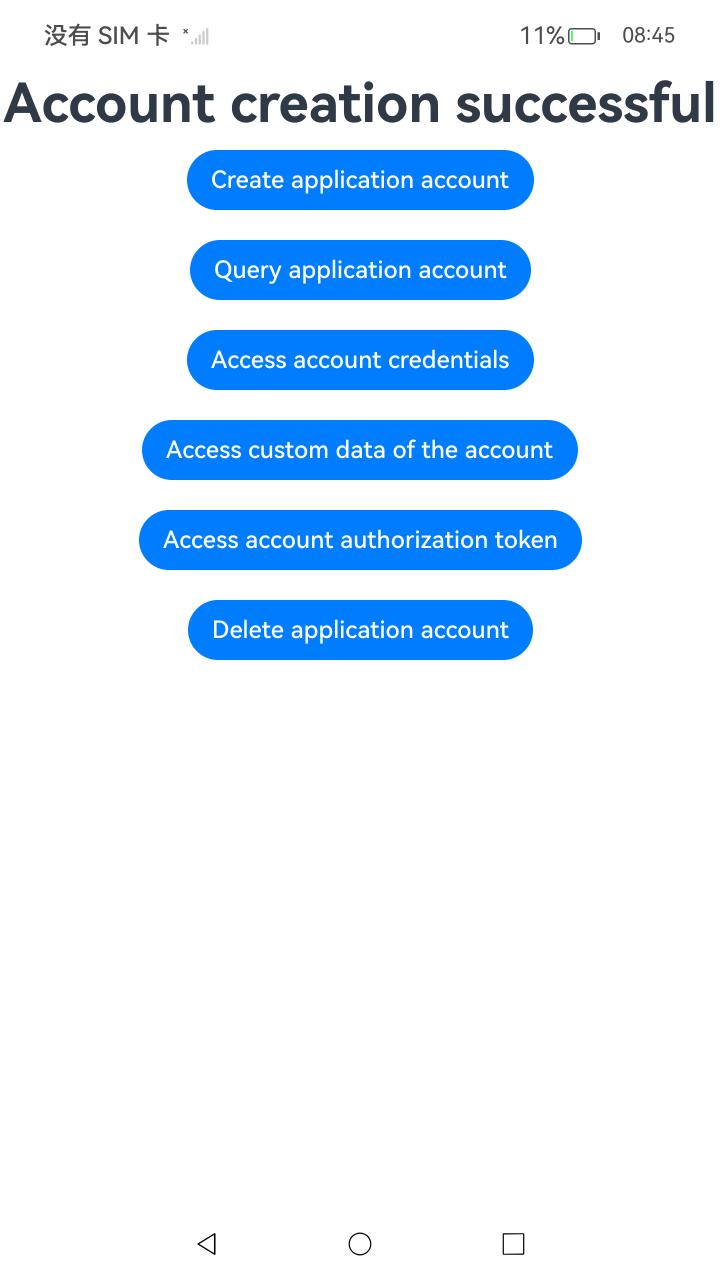 没有 SIM 卡 11% 08:45
Account creation successful
Create application account
Query application account
Access account credentials
Access custom data of the account
Access account authorization token
Delete application account